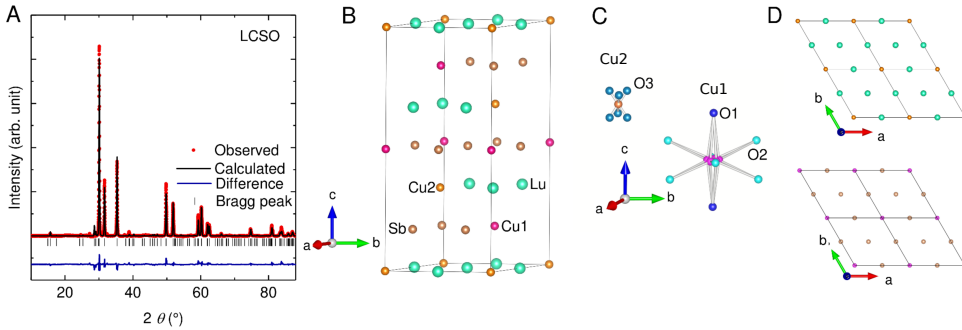 A
LCSO
Intensity (arb. unit)
Observed
Calculated
Difference
Bragg peak
20
40
60
80
2 θ (°)
B
Cu2
Lu
Sb
Cu1
c
a
b
C
Cu2
O3
Cu1
O1
O2
c
a
b
D
b
a
b
a